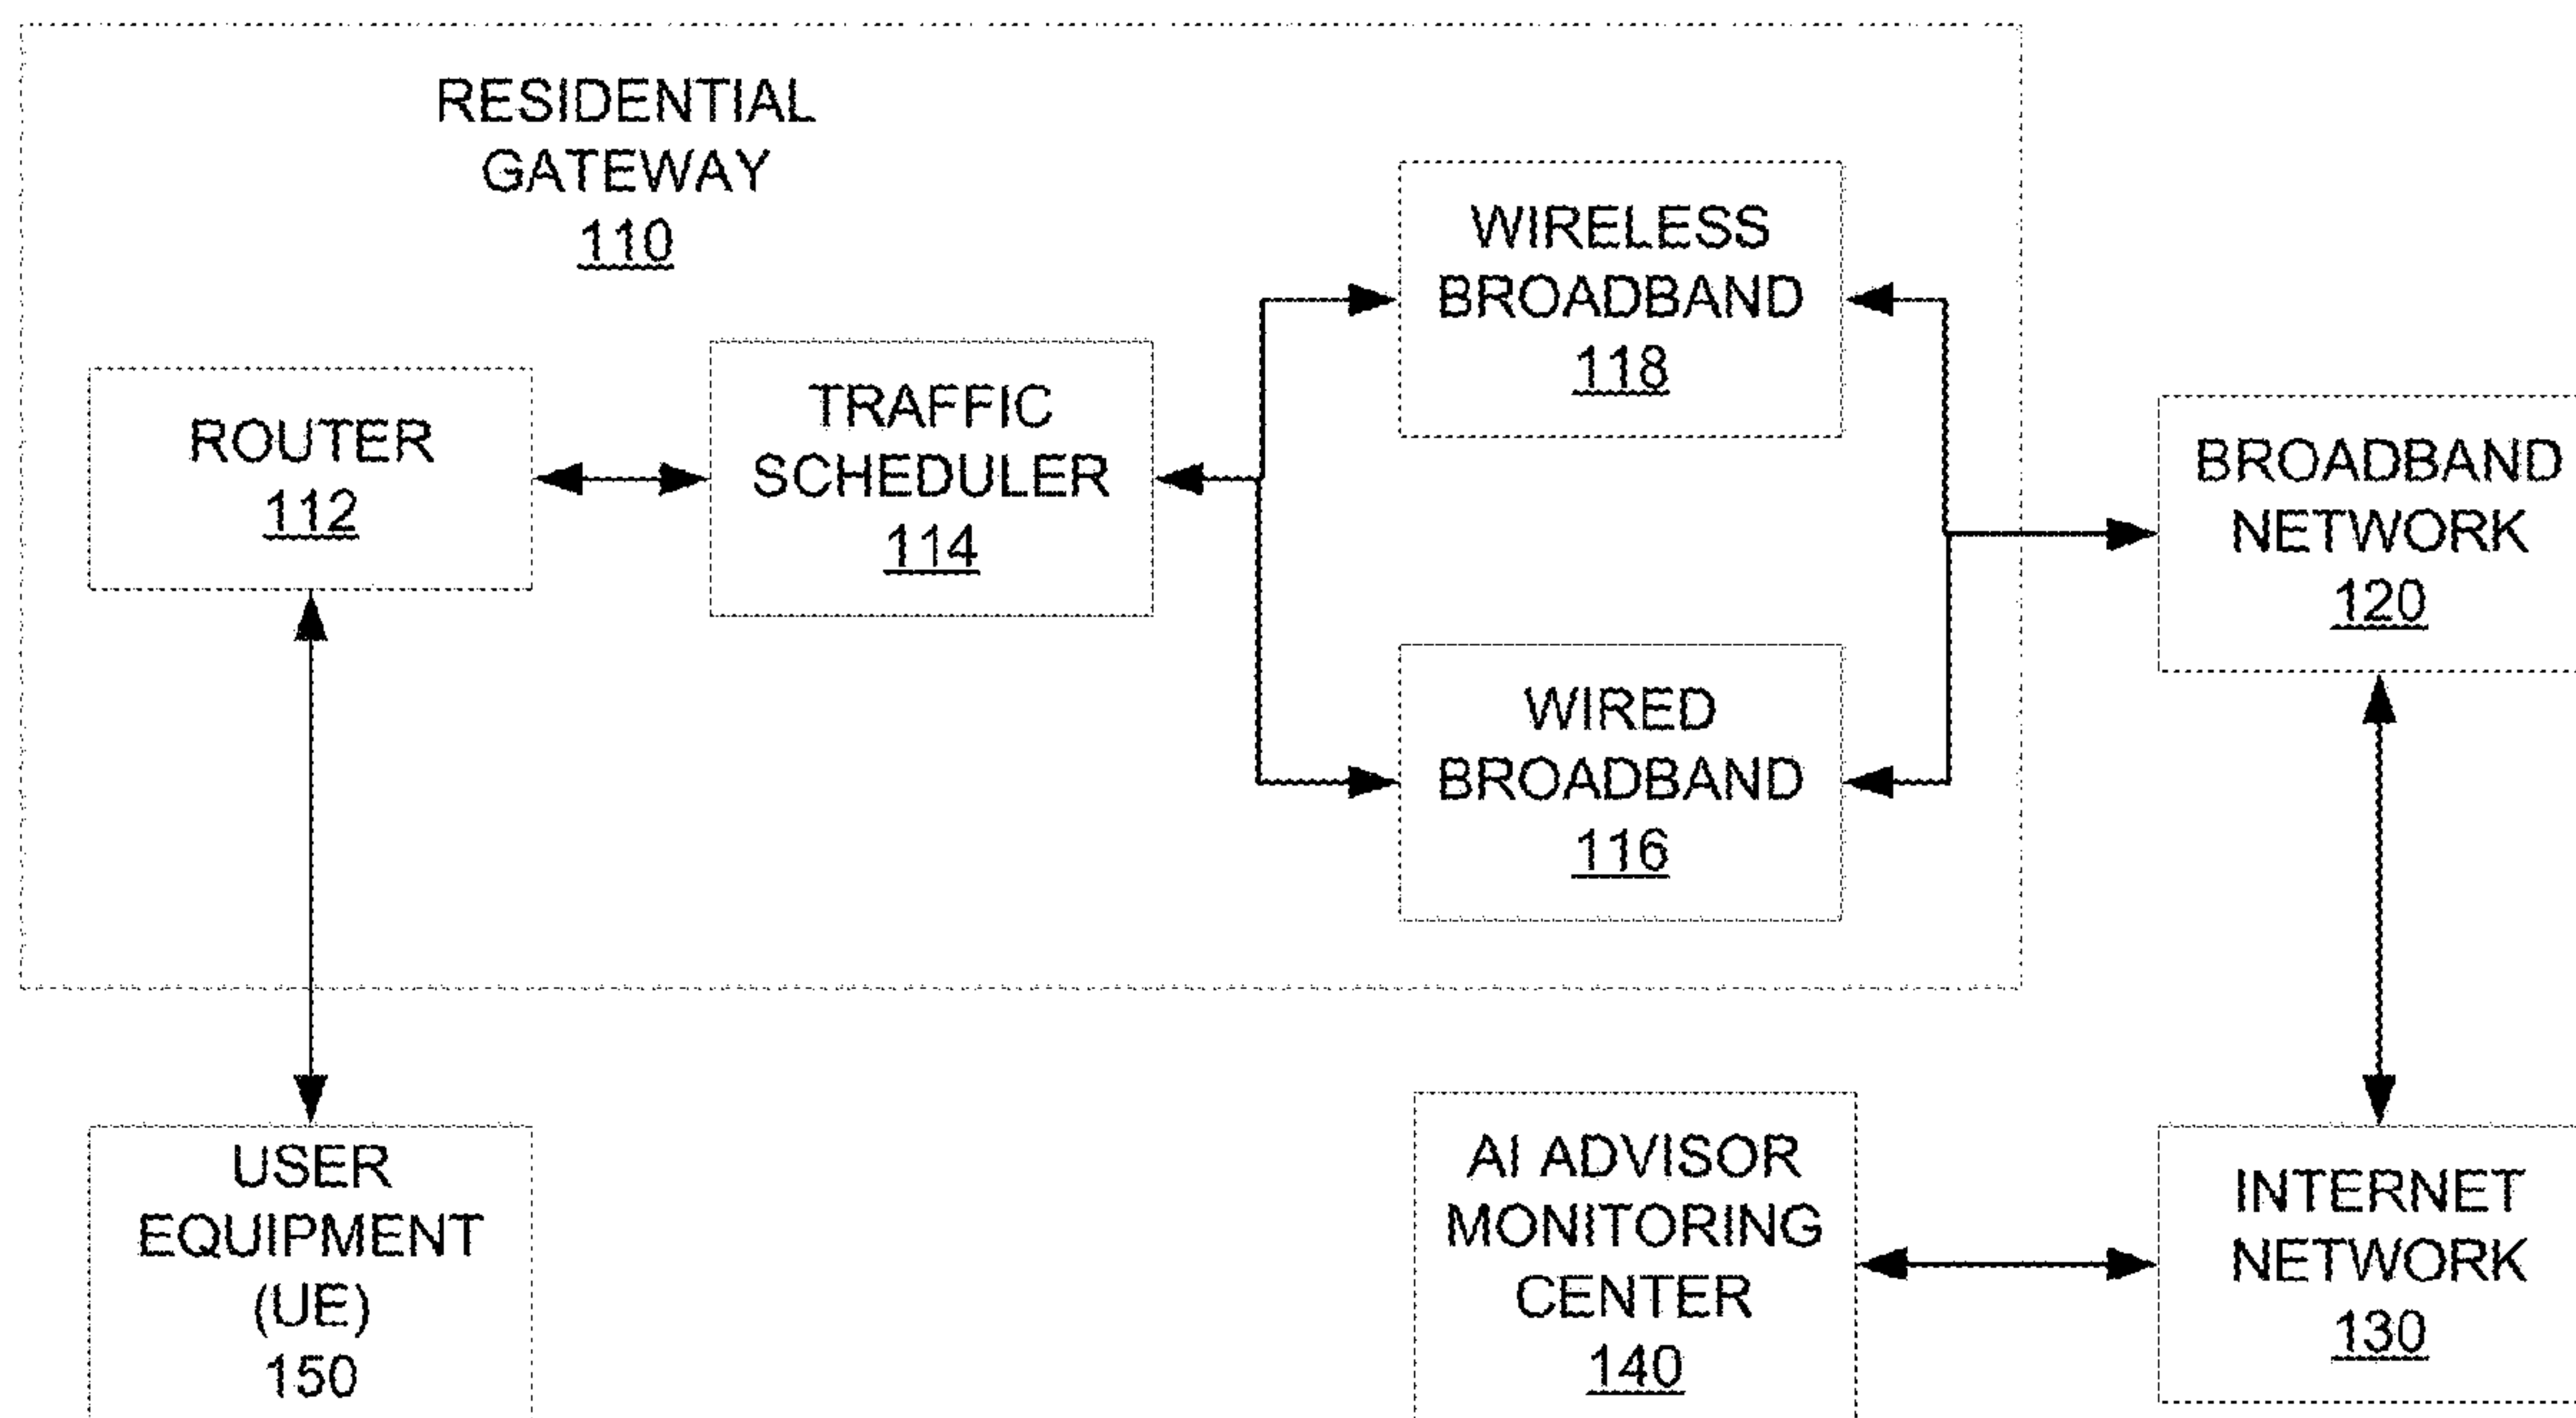 RESIDENTIAL
GATEWAY
110
WIRELESS
BROADBAND
118
ROUTER
112
TRAFFIC
SCHEDULER
114
BROADBAND
NETWORK
120
WIRED
BROADBAND
116
USER
EQUIPMENT
(UE)
150
AI ADVISOR
MONITORING
CENTER
140
INTERNET
NETWORK
130